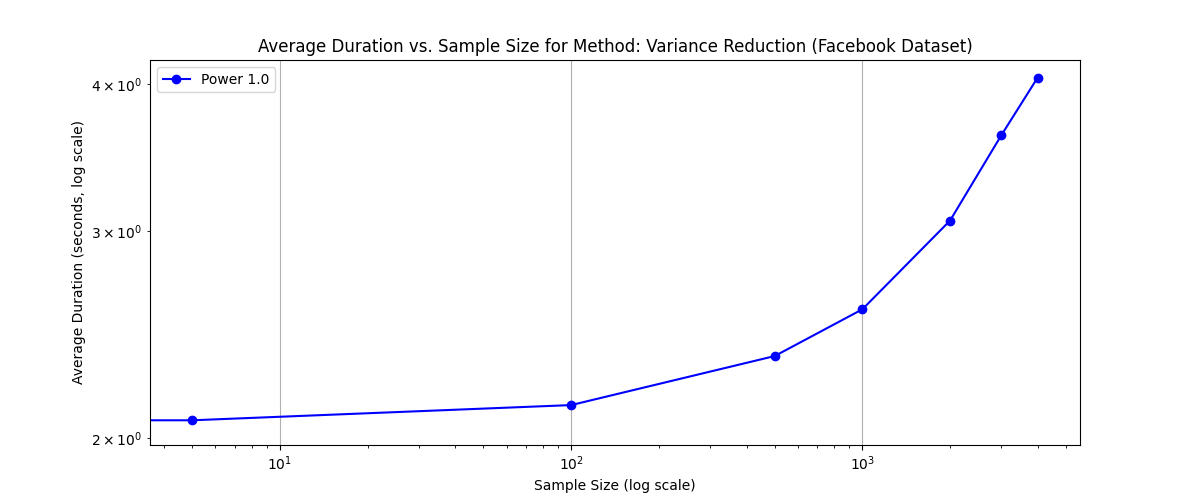 Average Duration vs. Sample Size for Method: Variance Reduction (Facebook Dataset)
Power 1.0
4 × 10⁰
3 × 10⁰
2 × 10⁰
Average Duration (seconds, log scale)
10¹ 10² 10³
Sample Size (log scale)